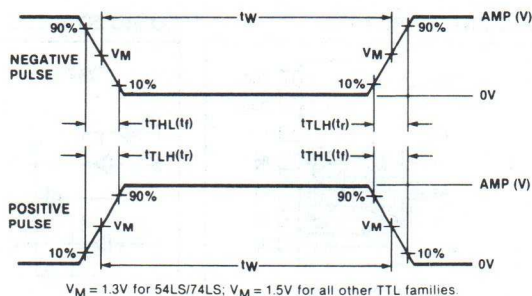 tW
AMP (V)
90%
90%
NEGATIVE
PULSE
VM
VM
10%
10%
0V
tTHL(tf)
tTLH(tr)
tTLH(tr)
tTHL(tf)
AMP (V)
POSITIVE
PULSE
90%
90%
VM
VM
10%
10%
0V
tW
VM = 1.3V for 54LS/74LS; VM = 1.5V for all other TTL families.